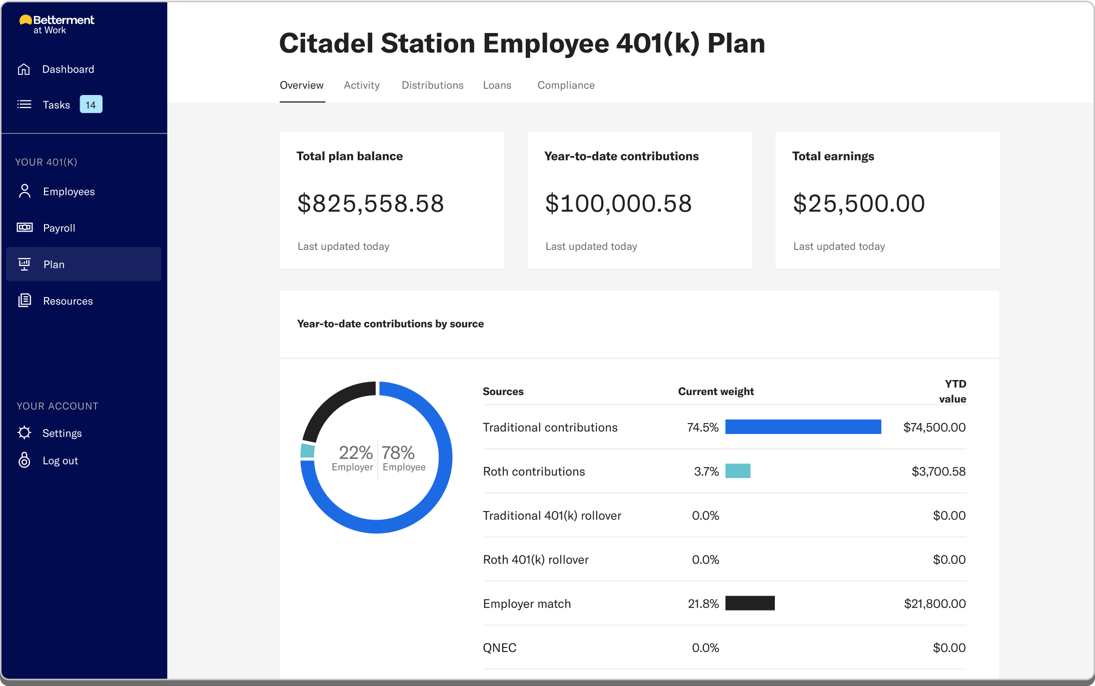 Betterment
at Work
Dashboard
Tasks 14
YOUR 401(K)
Employees
Payroll
Plan
Resources
YOUR ACCOUNT
Settings
Log out
Citadel Station Employee 401(k) Plan
Overview Activity Distributions Loans Compliance
Total plan balance
$825,558.58
Last updated today
Year-to-date contributions
$100,000.58
Last updated today
Total earnings
$25,500.00
Last updated today
Year-to-date contributions by source
22% 78%
Employer Employee
Sources Current weight YTD
value
Traditional contributions 74.5% $74,500.00
Roth contributions 3.7% $3,700.58
Traditional 401(k) rollover 0.0% $0.00
Roth 401(k) rollover 0.0% $0.00
Employer match 21.8% $21,800.00
QNEC 0.0% $0.00